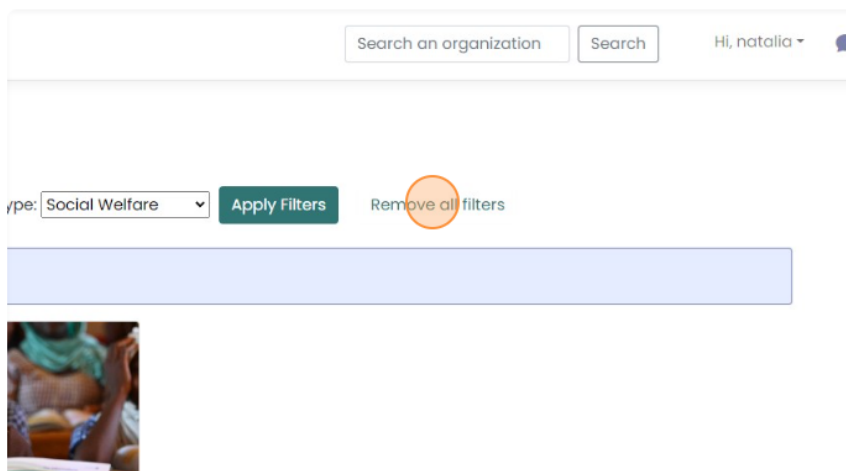 Search an organization Search Hi, natalia
ype: Social Welfare Apply Filters Remove all filters